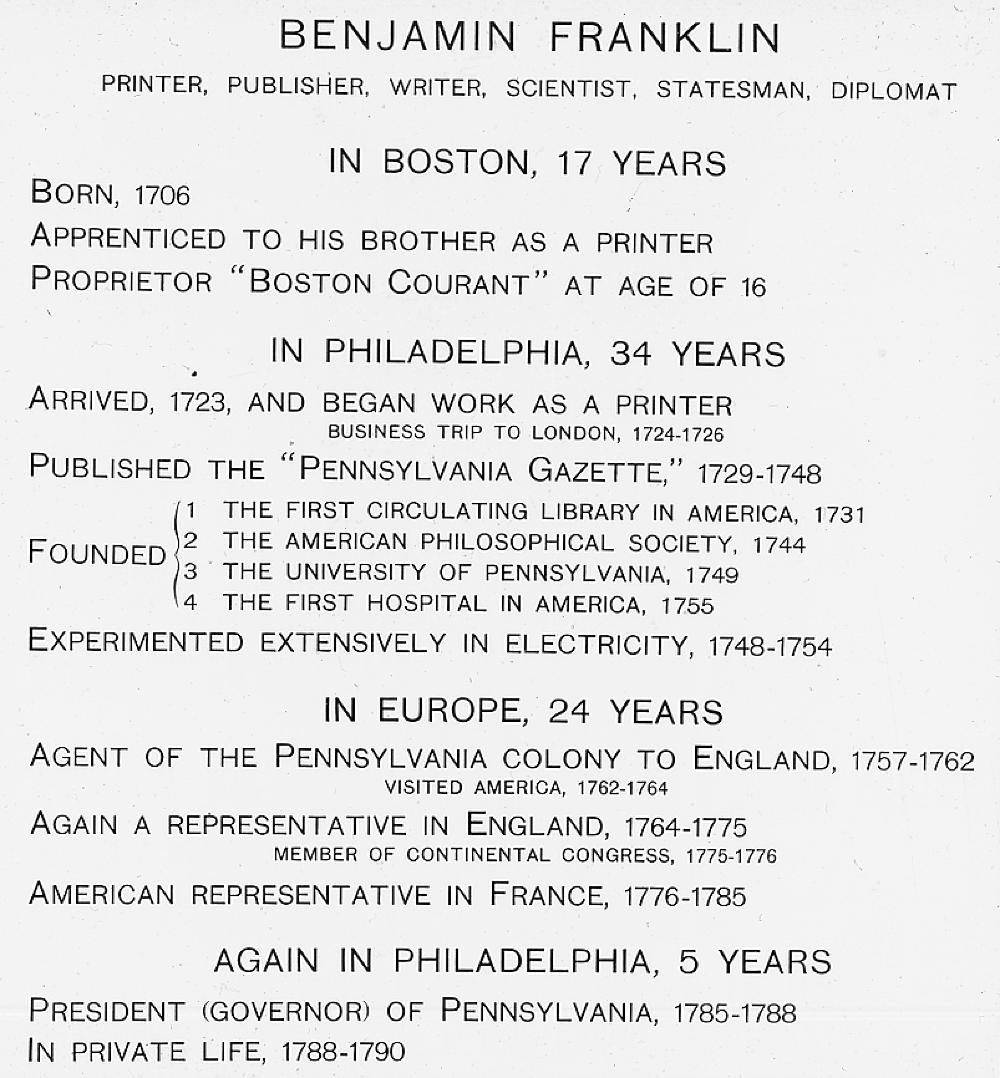 BENJAMIN FRANKLIN
PRINTER, PUBLISHER, WRITER, SCIENTIST, STATESMAN, DIPLOMAT
IN BOSTON, 17 YEARS
BORN, 1706
APPRENTICED TO HIS BROTHER AS A PRINTER
PROPRIETOR “BOSTON COURANT” AT AGE OF 16
IN PHILADELPHIA, 34 YEARS
ARRIVED, 1723, AND BEGAN WORK AS A PRINTER
BUSINESS TRIP TO LONDON, 1724-1726
PUBLISHED THE “PENNSYLVANIA GAZETTE,” 1729-1748
FOUNDED
1 THE FIRST CIRCULATING LIBRARY IN AMERICA, 1731
2 THE AMERICAN PHILOSOPHICAL SOCIETY, 1744
3 THE UNIVERSITY OF PENNSYLVANIA, 1749
4 THE FIRST HOSPITAL IN AMERICA, 1755
EXPERIMENTED EXTENSIVELY IN ELECTRICITY, 1748-1754
IN EUROPE, 24 YEARS
AGENT OF THE PENNSYLVANIA COLONY TO ENGLAND, 1757-1762
VISITED AMERICA, 1762-1764
AGAIN A REPRESENTATIVE IN ENGLAND, 1764-1775
MEMBER OF CONTINENTAL CONGRESS, 1775-1776
AMERICAN REPRESENTATIVE IN FRANCE, 1776-1785
AGAIN IN PHILADELPHIA, 5 YEARS
PRESIDENT (GOVERNOR) OF PENNSYLVANIA, 1785-1788
IN PRIVATE LIFE, 1788-1790